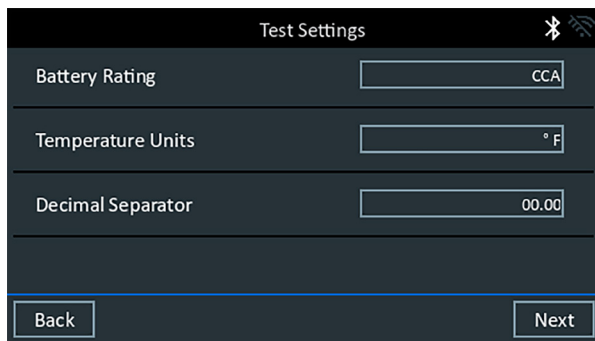 Test Settings
Battery Rating CCA
Temperature Units ° F
Decimal Separator 00.00
Back Next